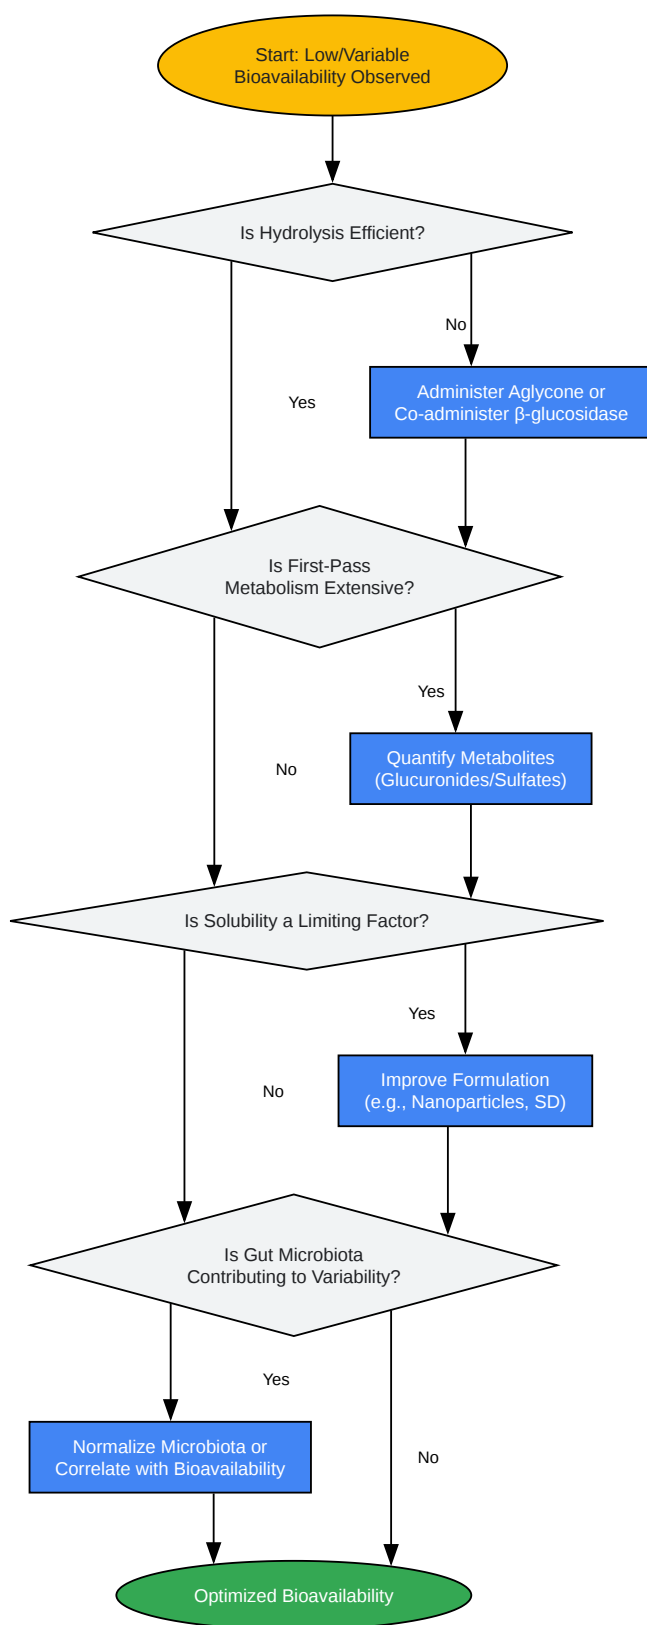 Start: Low/Variable
Bioavailability Observed
Is Hydrolysis Efficient?
No
Yes
Administer Aglycone or
Co-administer β-glucosidase
Is First-Pass
Metabolism Extensive?
Yes
No
Quantify Metabolites
(Glucuronides/Sulfates)
Is Solubility a Limiting Factor?
Yes
No
Improve Formulation
(e.g., Nanoparticles, SD)
Is Gut Microbiota
Contributing to Variability?
Yes
No
Normalize Microbiota or
Correlate with Bioavailability
Optimized Bioavailability